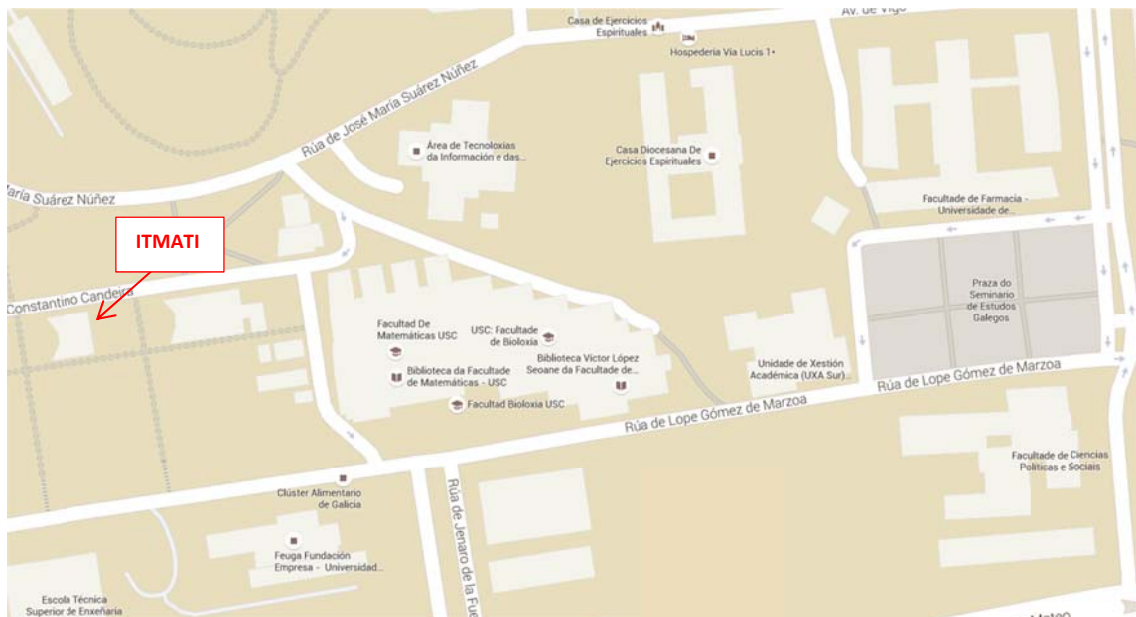 Casa de Ejercicios
Espirituales
Av. de Vigo
Hospedería Via Lucis 1*
Rúa de José María Suárez Núñez
Área de Tecnoloxias
da Información e das...
Casa Diocesana De
Ejercicios Espirituales
María Suárez Núñez
Facultade de Farmacia -
Universidade de...
ITMATI
Constantino Candeira
Praza do
Seminario
de Estudos
Galegos
Facultad De
Matemáticas USC
USC: Facultade
de Bioloxía
Biblioteca Víctor López
Seoane da Facultade de...
Biblioteca da Facultade
de Matemáticas - USC
Unidade de Xestión
Académica (UXA Sur)...
Facultad Bioloxia USC
Rúa de Lope Gómez de Marzoa
Rúa de Lope Gómez de Marzoa
Facultade de Ciencias
Políticas e Sociais
Clúster Alimentario
de Galicia
Rúa de Jenaro de la Fue
Feuga Fundación
Empresa - Universidad...
Escola Técnica
Superior de Enxeñaria
Mateo